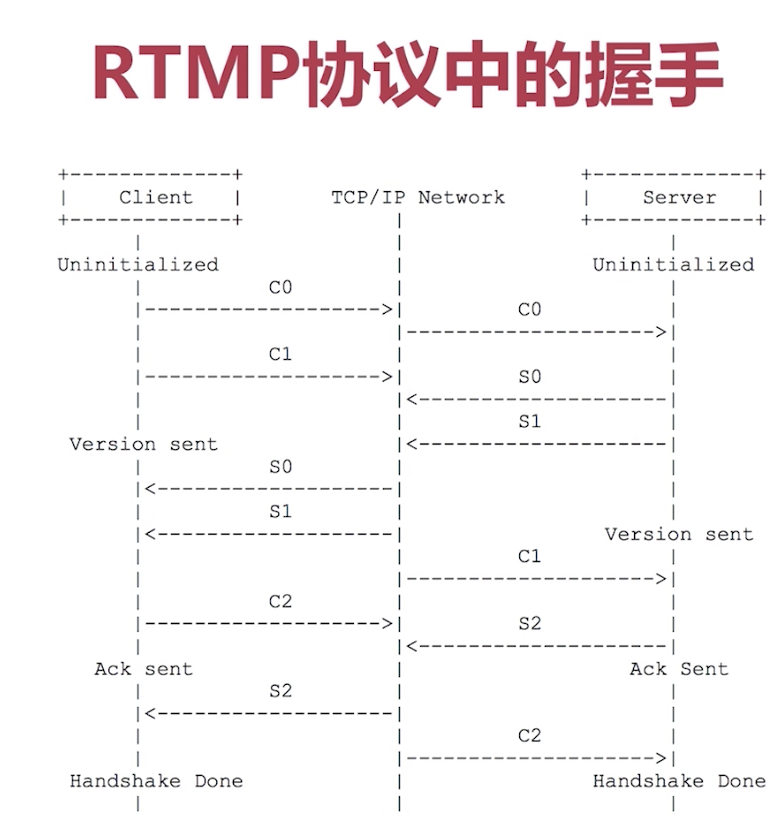 RTMP协议中的握手
+-------------+                            +-------------+
|    Client   |      TCP/IP Network        |    Server   |
+-------------+             |              +-------------+
       |                    |                     |
Uninitialized               |               Uninitialized
       |          C0        |                     |
       |------------------->|         C0          |
       |                    |-------------------->|
       |          C1        |                     |
       |------------------->|         S0          |
       |                    |<--------------------|
       |                    |         S1          |
  Version sent              |<--------------------|
       |          S0        |                     |
       |<-------------------|                     |
       |          S1        |                     |
       |<-------------------|                Version sent
       |                    |         C1          |
       |                    |-------------------->|
       |          C2        |                     |
       |------------------->|         S2          |
       |                    |<--------------------|
    Ack sent                |                  Ack Sent
       |          S2        |                     |
       |<-------------------|                     |
       |                    |         C2          |
       |                    |-------------------->|
  Handshake Done            |               Handshake Done
       |                    |                     |